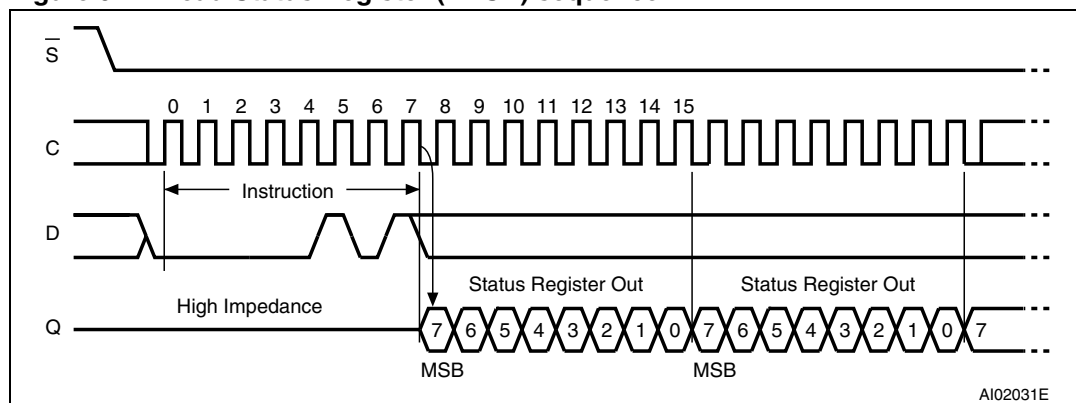 S
0 1 2 3 4 5 6 7 8 9 10 11 12 13 14 15
C
Instruction
D
Status Register Out Status Register Out
High Impedance
Q 7 6 5 4 3 2 1 0 7 6 5 4 3 2 1 0 7
MSB MSB
AI02031E